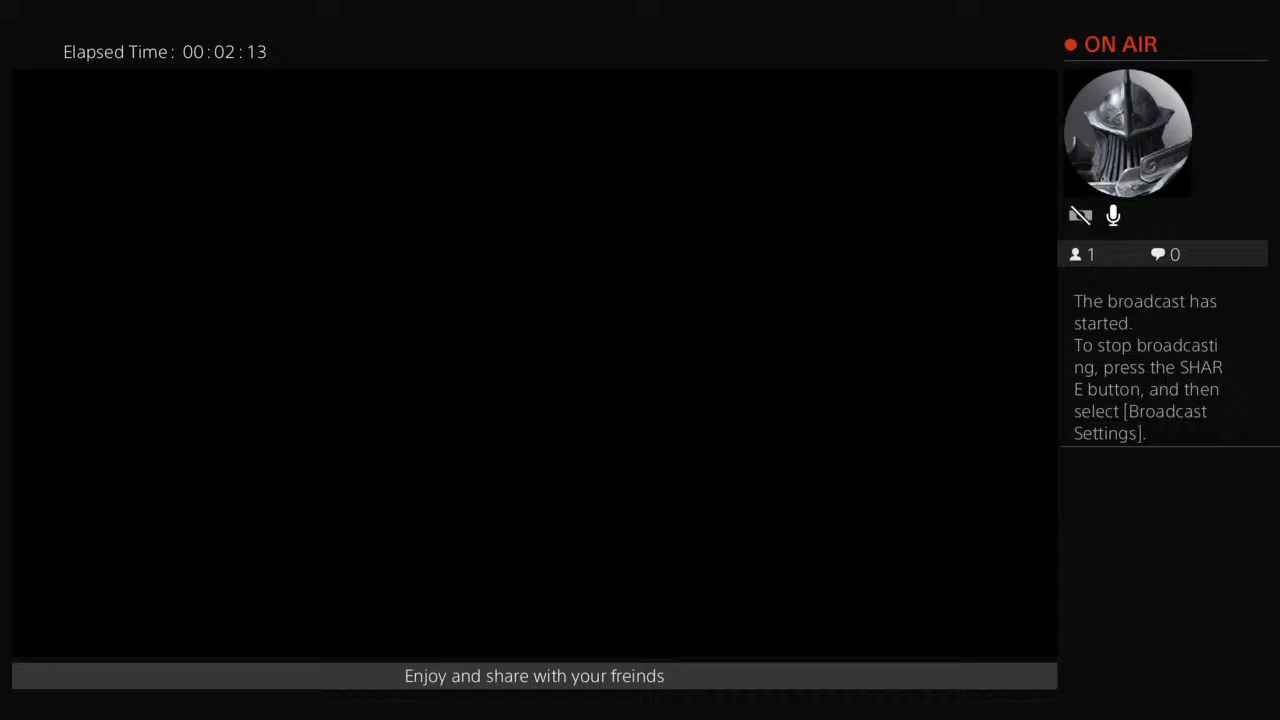 Elapsed Time: 00:02:13
ON AIR
1 0
The broadcast has
started.
To stop broadcasti
ng, press the SHAR
E button, and then
select [Broadcast
Settings].
Enjoy and share with your freinds